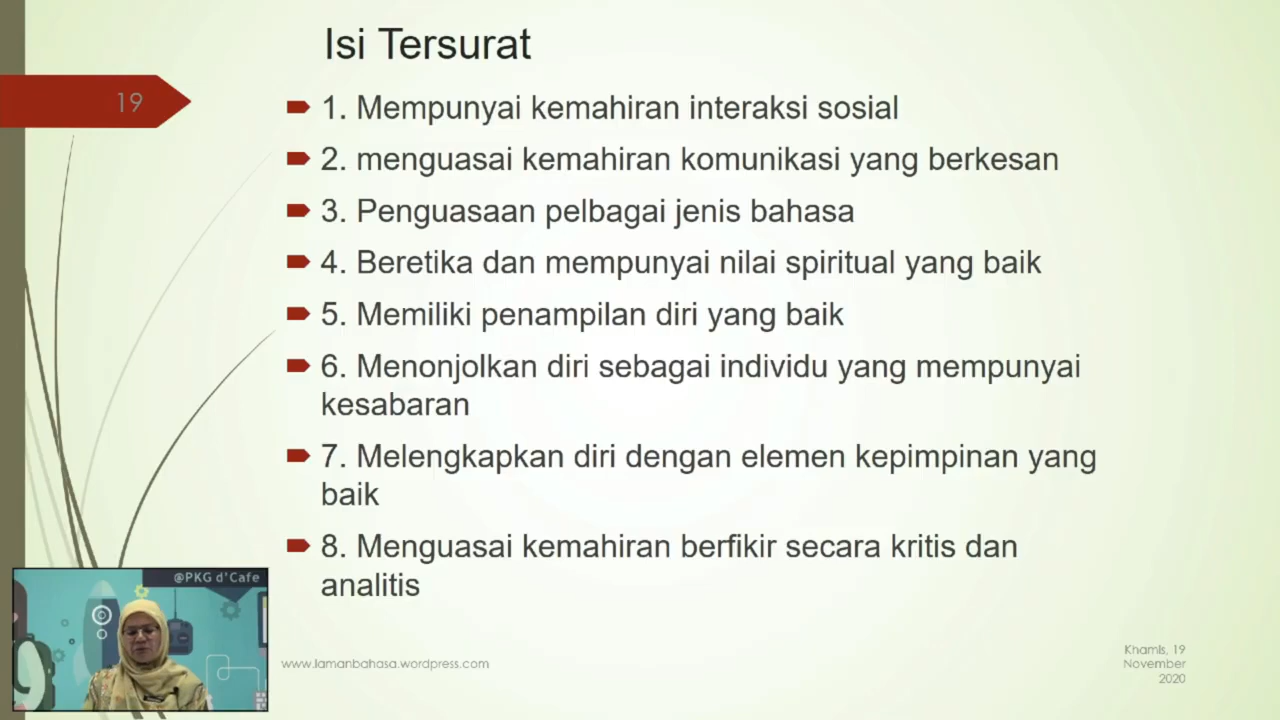 Isi Tersurat
19
1. Mempunyai kemahiran interaksi sosial
2. menguasai kemahiran komunikasi yang berkesan
3. Penguasaan pelbagai jenis bahasa
4. Beretika dan mempunyai nilai spiritual yang baik
5. Memiliki penampilan diri yang baik
6. Menonjolkan diri sebagai individu yang mempunyai
kesabaran
7. Melengkapkan diri dengan elemen kepimpinan yang
baik
8. Menguasai kemahiran berfikir secara kritis dan
analitis
@PKG d'Cafe
www.lamanbahasa.wordpress.com
Khamis, 19
November
2020